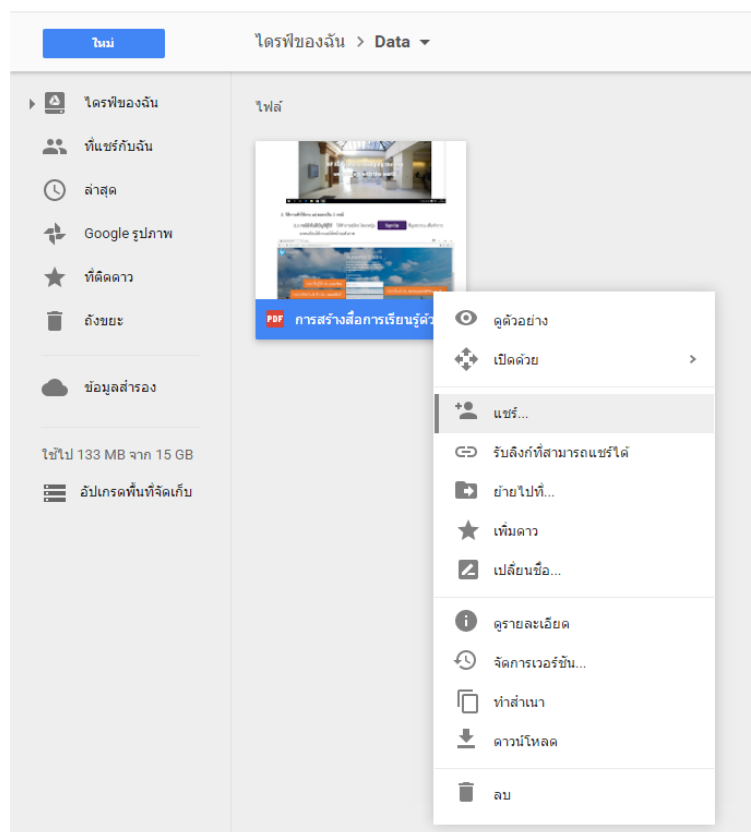 ใหม่
ไดรฟ์ของฉัน > Data
ไดรฟ์ของฉัน
ที่แชร์กับฉัน
ล่าสุด
Google รูปภาพ
ที่ติดดาว
ถังขยะ
ข้อมูลสำรอง
ใช้ไป 133 MB จาก 15 GB
อัปเกรดพื้นที่จัดเก็บ
ไฟล์
PDF การสร้างสื่อการเรียนรู้ด้ว
ดูตัวอย่าง
เปิดด้วย
แชร์...
รับลิงก์ที่สามารถแชร์ได้
ย้ายไปที่...
เพิ่มดาว
เปลี่ยนชื่อ...
ดูรายละเอียด
จัดการเวอร์ชัน...
ทำสำเนา
ดาวน์โหลด
ลบ